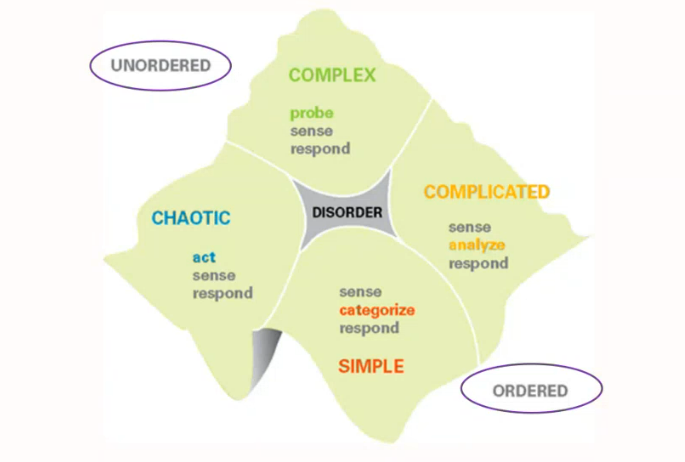 UNORDERED
COMPLEX
probe
sense
respond
COMPLICATED
sense
analyze
respond
DISORDER
CHAOTIC
act
sense
respond
sense
categorize
respond
SIMPLE
ORDERED